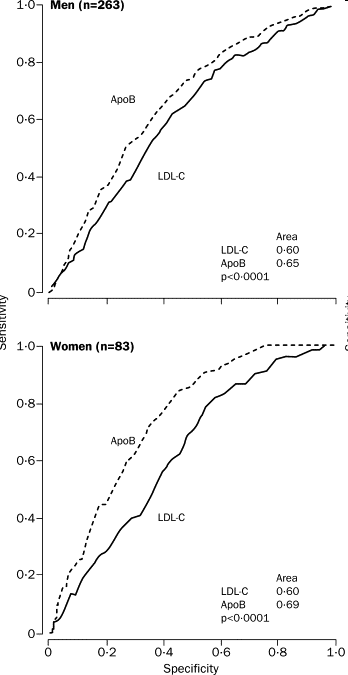 Men (n=263)
1·0
0·8
0·6
0·4
0·2
0
ApoB
LDL-C
Area
LDL-C 0·60
ApoB 0·65
p<0·0001
Sensitivity
Women (n=83)
1·0
0·8
0·6
0·4
0·2
0
ApoB
LDL-C
Area
LDL-C 0·60
ApoB 0·69
p<0·0001
0 0·2 0·4 0·6 0·8 1·0
Specificity